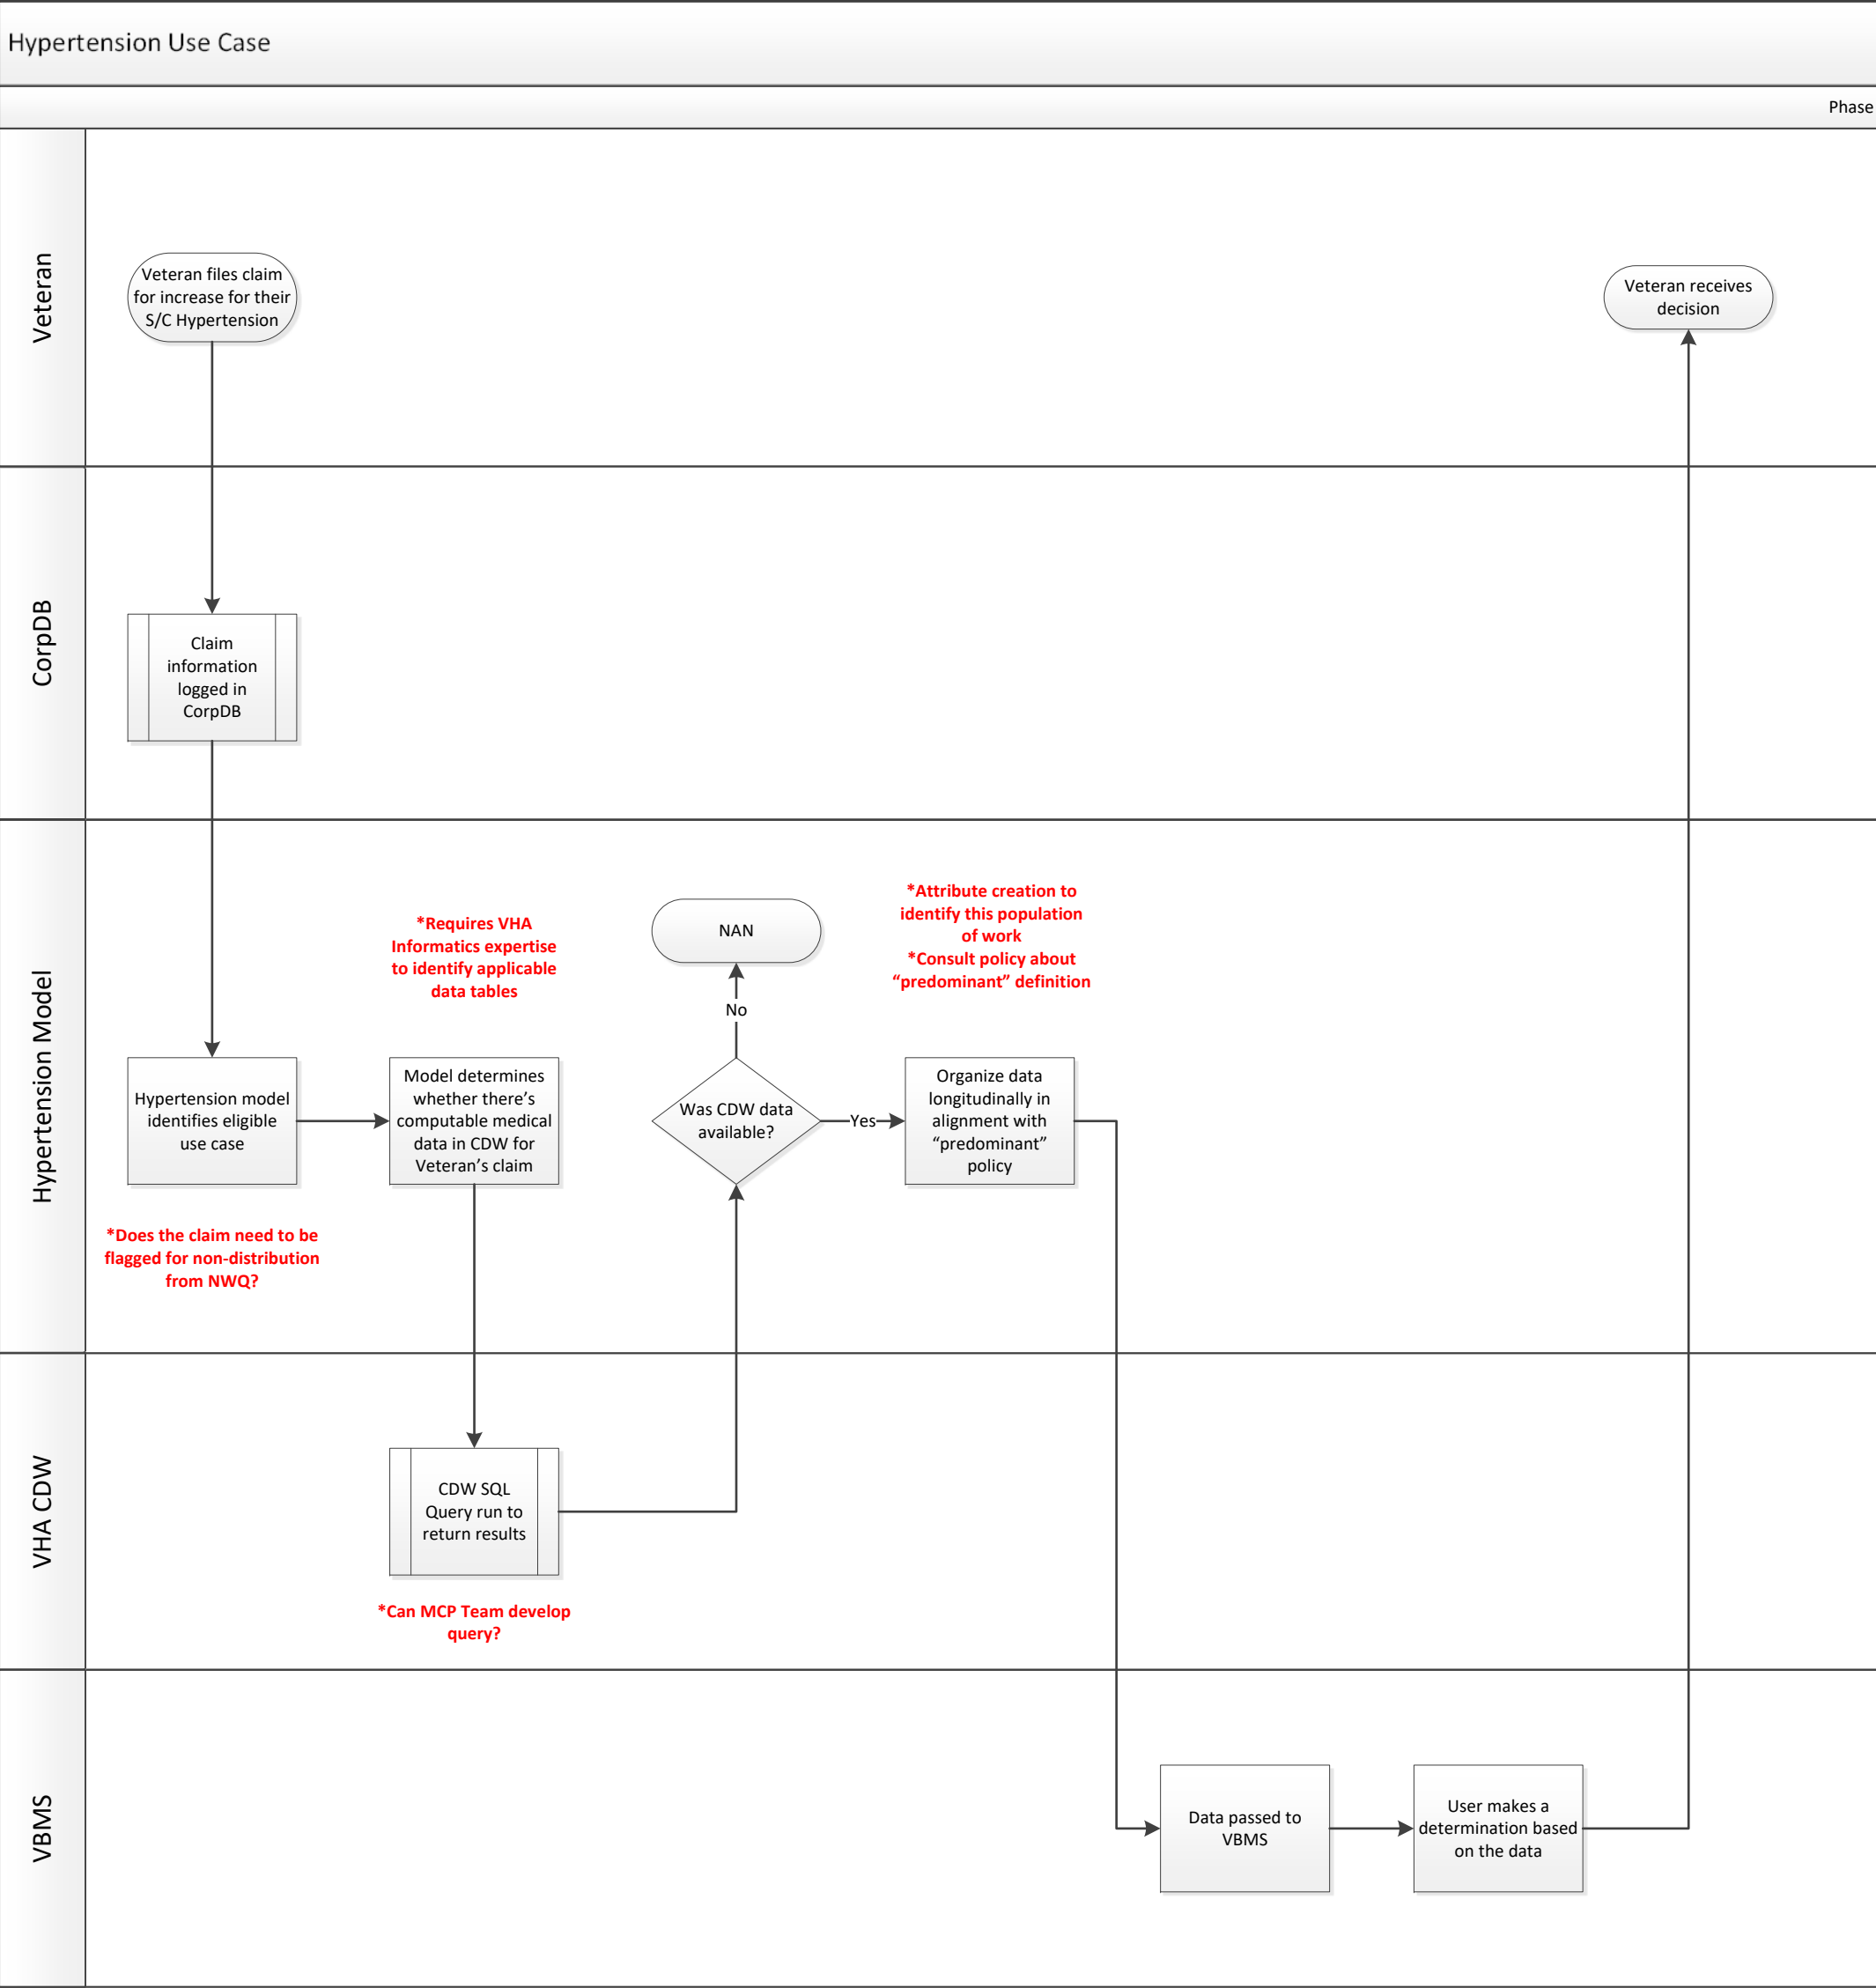 Hypertension Use Case
Phase
Veteran
Veteran files claim
for increase for their
S/C Hypertension
Veteran receives
decision
CorpDB
Claim
information
logged in
CorpDB
Hypertension Model
*Requires VHA
Informatics expertise
to identify applicable
data tables
NAN
*Attribute creation to
identify this population
of work
*Consult policy about
“predominant” definition
No
Hypertension model
identifies eligible
use case
Model determines
whether there’s
computable medical
data in CDW for
Veteran’s claim
Was CDW data
available?
Yes
Organize data
longitudinally in
alignment with
“predominant”
policy
*Does the claim need to be
flagged for non-distribution
from NWQ?
VHA CDW
CDW SQL
Query run to
return results
*Can MCP Team develop
query?
VBMS
Data passed to
VBMS
User makes a
determination based
on the data